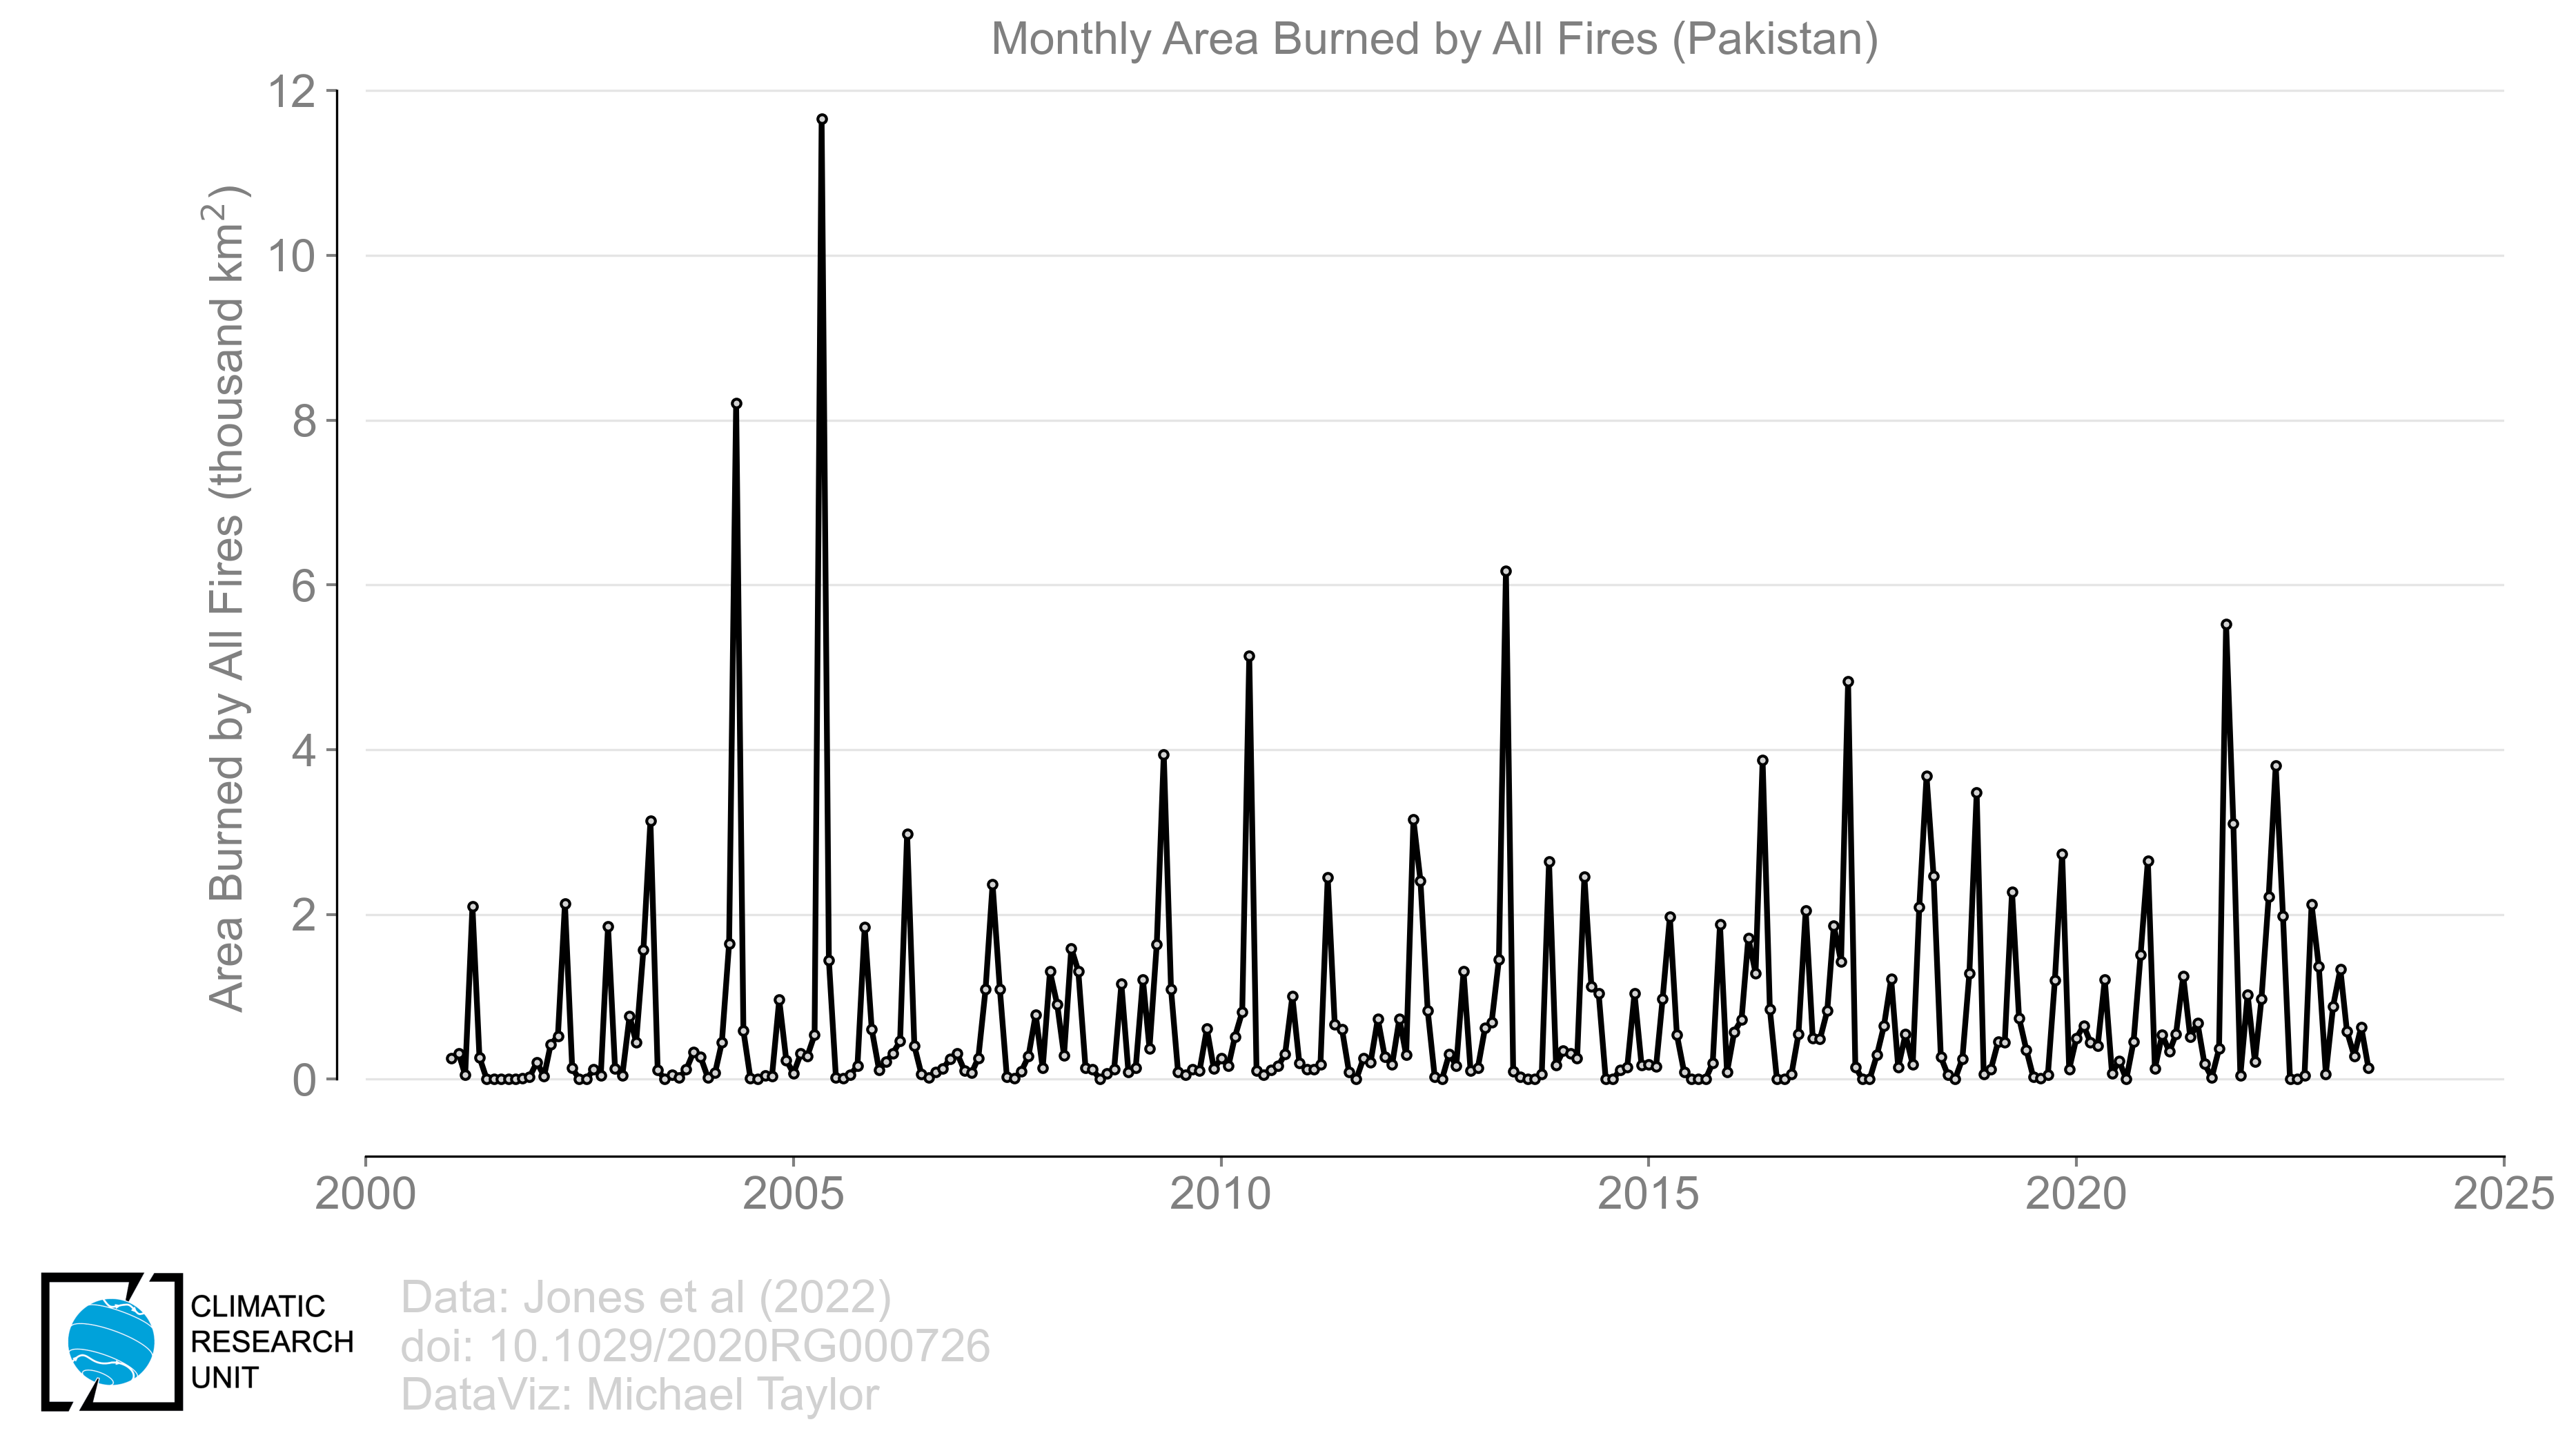 Monthly Area Burned by All Fires (Pakistan)
Area Burned by All Fires (thousand km²)
12
10
8
6
4
2
0
2000 2005 2010 2015 2020 2025
CLIMATIC
RESEARCH
UNIT
Data: Jones et al (2022)
doi: 10.1029/2020RG000726
DataViz: Michael Taylor